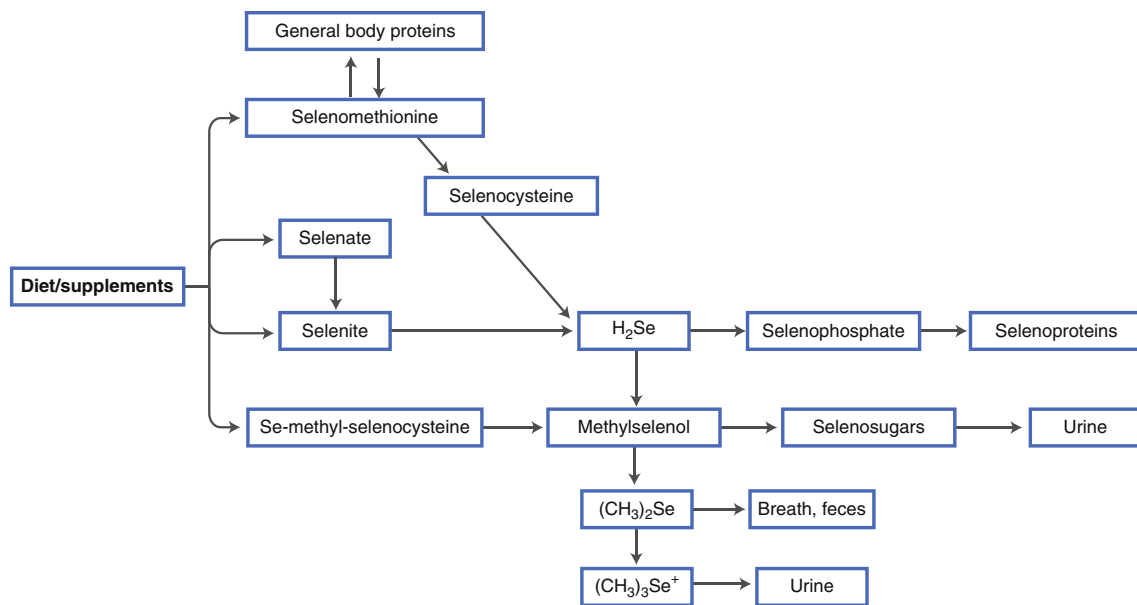 General body proteins
Selenomethionine
Selenocysteine
Selenate
Diet/supplements
Selenite
H₂Se
Selenophosphate
Selenoproteins
Se-methyl-selenocysteine
Methylselenol
Selenosugars
Urine
(CH₃)₂Se
Breath, feces
(CH₃)₃Se⁺
Urine